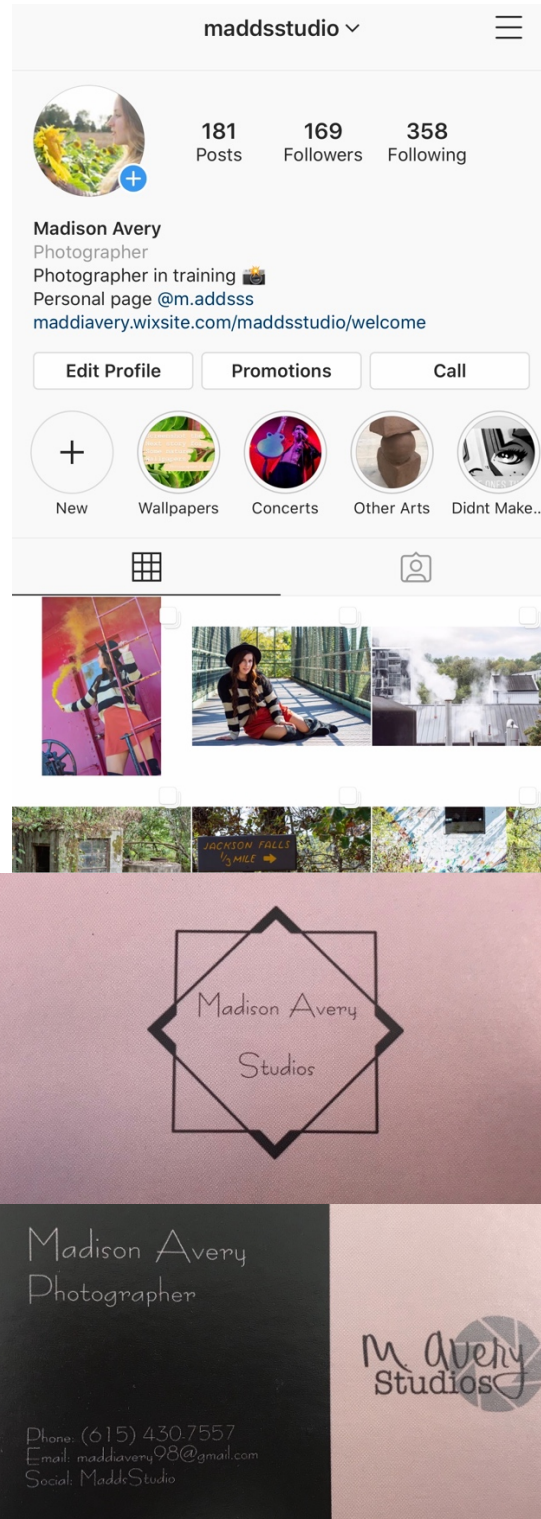 maddsstudio
181 169 358
Posts Followers Following
Madison Avery
Photographer
Photographer in training 📸
Personal page @m.addsss
maddiavery.wixsite.com/maddsstudio/welcome
Edit Profile Promotions Call
New Wallpapers Concerts Other Arts Didnt Make...
JACKSON FALLS
1/3 MILE →
Madison Avery
Studios
Madison Avery
Photographer
Phone: (615) 430-7557
Email: maddiavery98@gmail.com
Social: MaddsStudio
M. Avery
Studios